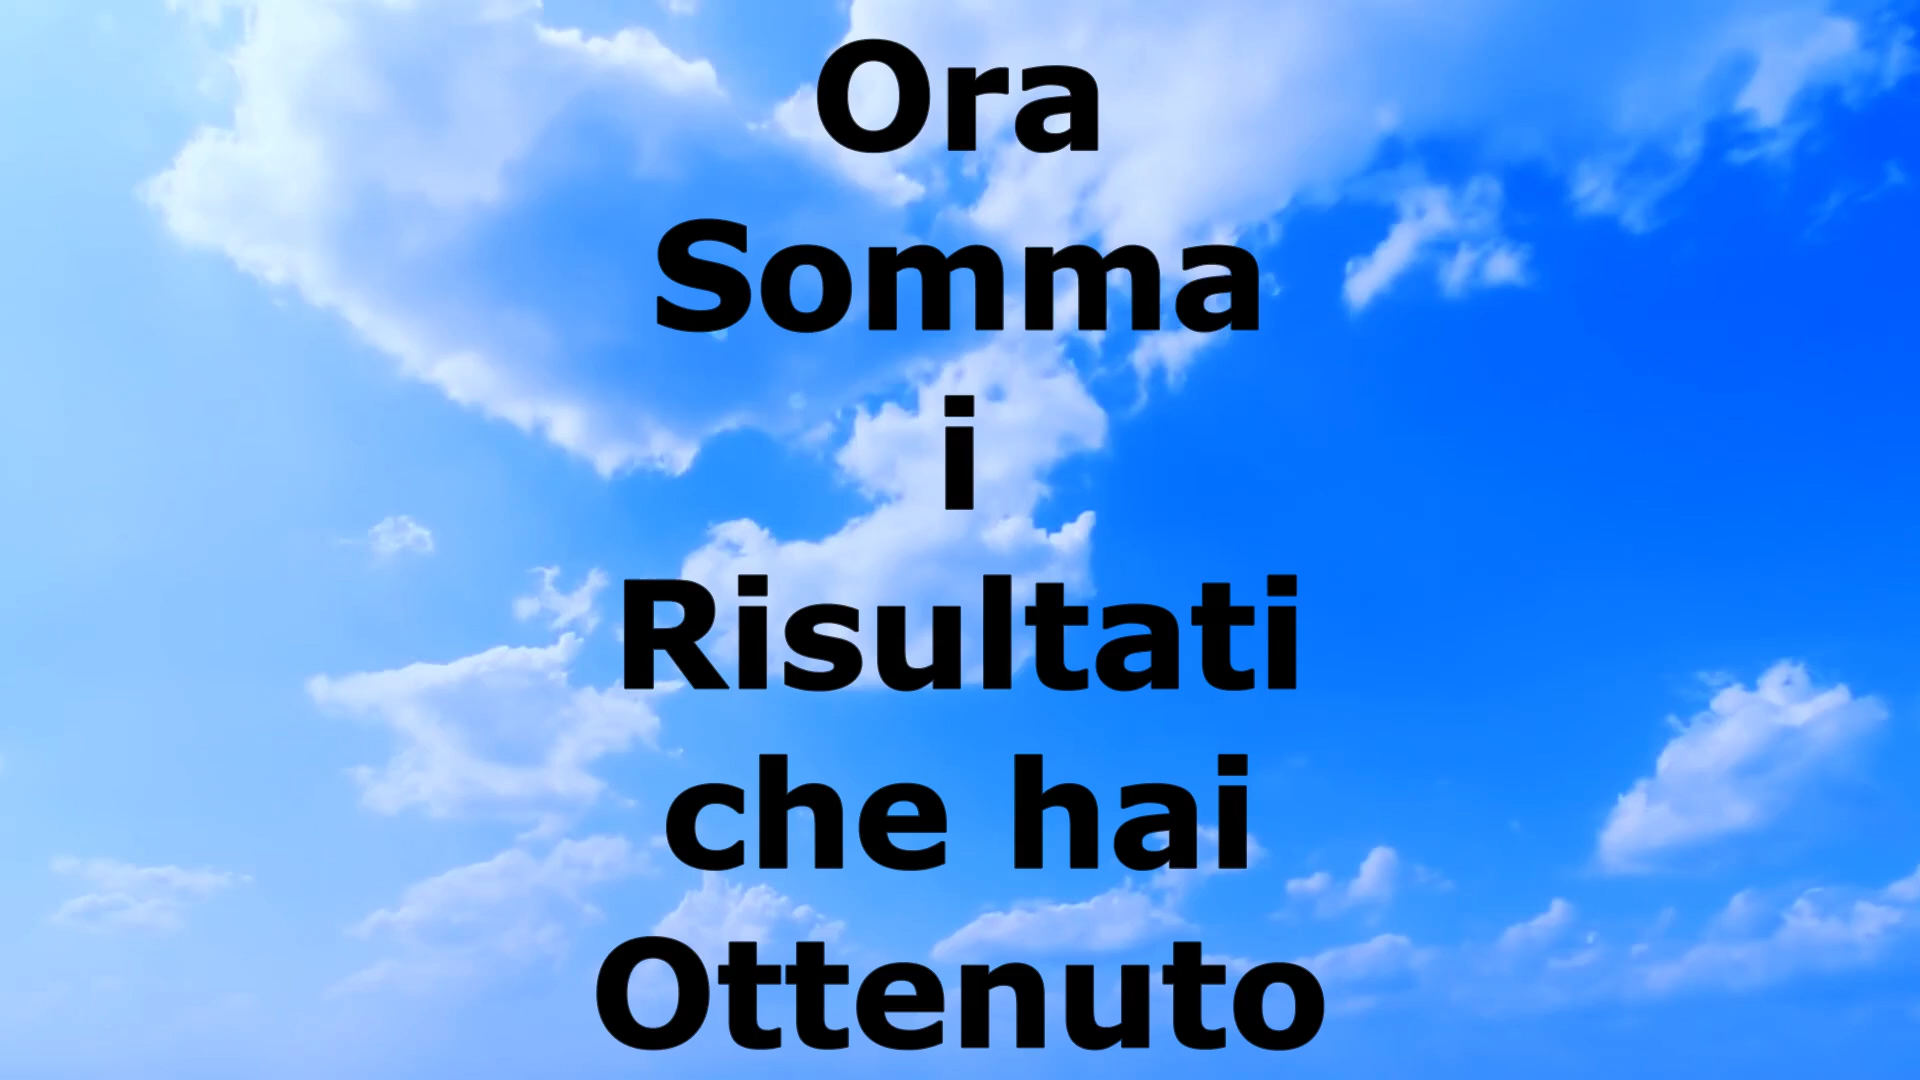 Ora
Somma
i
Risultati
che hai
Ottenuto